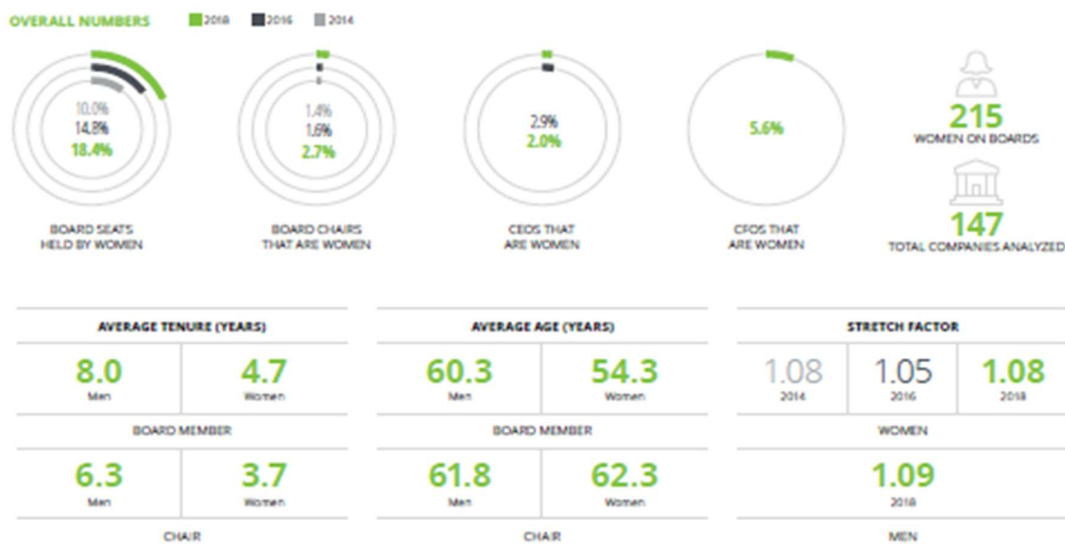 OVERALL NUMBERS 2018 2016 2014
10.0%
14.8%
18.4%
BOARD SEATS
HELD BY WOMEN
1.4%
1.6%
2.7%
BOARD CHAIRS
THAT ARE WOMEN
2.9%
2.0%
CEOS THAT
ARE WOMEN
5.6%
CFOS THAT
ARE WOMEN
215
WOMEN ON BOARDS
147
TOTAL COMPANIES ANALYZED
AVERAGE TENURE (YEARS)
8.0 4.7
Men Women
BOARD MEMBER
6.3 3.7
Men Women
CHAIR
AVERAGE AGE (YEARS)
60.3 54.3
Men Women
BOARD MEMBER
61.8 62.3
Men Women
CHAIR
STRETCH FACTOR
1.08 1.05 1.08
2014 2016 2018
WOMEN
1.09
2018
MEN